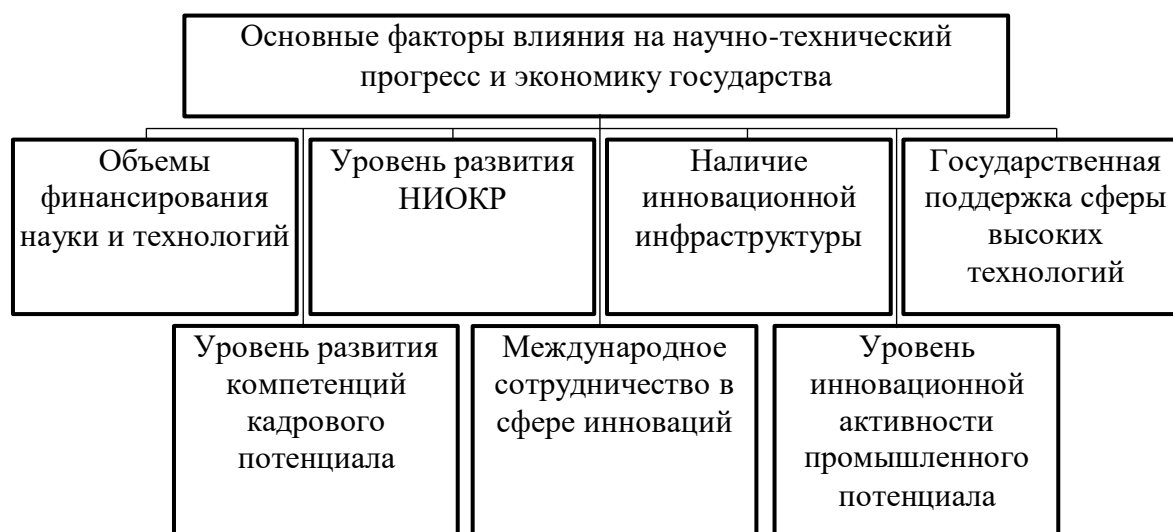 Основные факторы влияния на научно-технический
прогресс и экономику государства
Объемы
финансирования
науки и технологий
Уровень развития
НИОКР
Наличие
инновационной
инфраструктуры
Государственная
поддержка сферы
высоких
технологий
Уровень развития
компетенций
кадрового
потенциала
Международное
сотрудничество в
сфере инноваций
Уровень
инновационной
активности
промышленного
потенциала